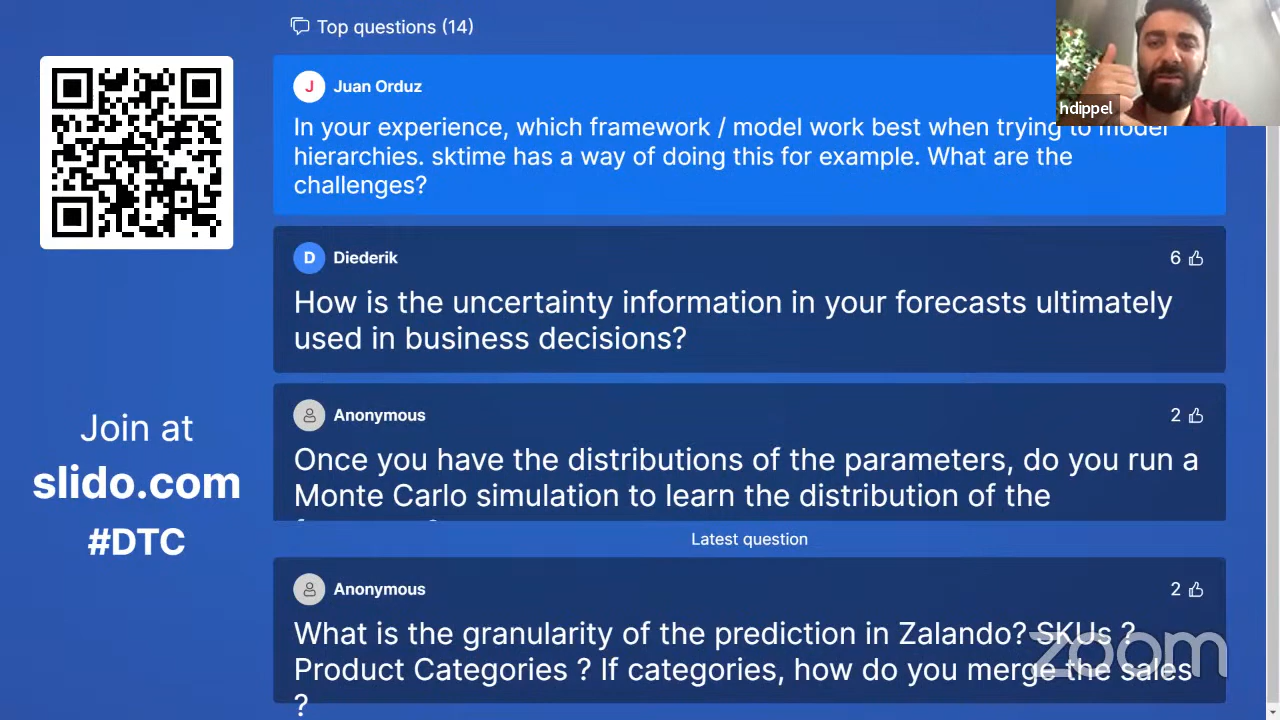 Top questions (14)
J Juan Orduz
In your experience, which framework / model work best when trying to model
hierarchies. sktime has a way of doing this for example. What are the
challenges?
hdippel
D Diederik
6
How is the uncertainty information in your forecasts ultimately
used in business decisions?
Anonymous
2
Once you have the distributions of the parameters, do you run a
Monte Carlo simulation to learn the distribution of the
Join at
slido.com
#DTC
Latest question
Anonymous
2
What is the granularity of the prediction in Zalando? SKUs ?
Product Categories ? If categories, how do you merge the sales
?
zoom